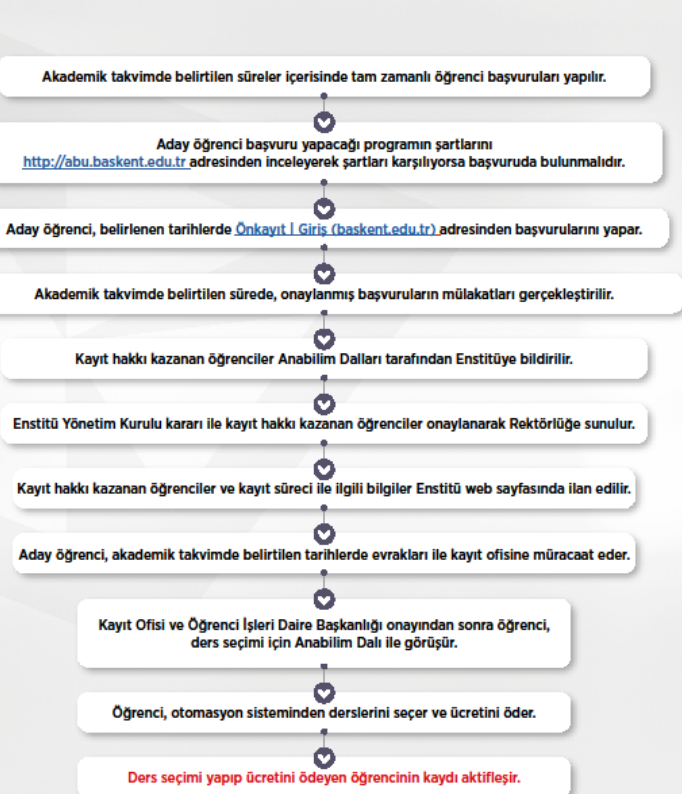 Akademik takvimde belirtilen süreler içerisinde tam zamanlı öğrenci başvuruları yapılır.
Aday öğrenci başvuru yapacağı programın şartlarını
http://abu.baskent.edu.tr adresinden inceleyerek şartları karşılıyorsa başvuruda bulunmalıdır.
Aday öğrenci, belirlenen tarihlerde Önkayıt | Giriş (baskent.edu.tr) adresinden başvurularını yapar.
Akademik takvimde belirtilen sürede, onaylanmış başvuruların mülakatları gerçekleştirilir.
Kayıt hakkı kazanan öğrenciler Anabilim Dalları tarafından Enstitüye bildirilir.
Enstitü Yönetim Kurulu kararı ile kayıt hakkı kazanan öğrenciler onaylanarak Rektörlüğe sunulur.
Kayıt hakkı kazanan öğrenciler ve kayıt süreci ile ilgili bilgiler Enstitü web sayfasında ilan edilir.
Aday öğrenci, akademik takvimde belirtilen tarihlerde evrakları ile kayıt ofisine müracaat eder.
Kayıt Ofisi ve Öğrenci İşleri Daire Başkanlığı onayından sonra öğrenci,
ders seçimi için Anabilim Dalı ile görüşür.
Öğrenci, otomasyon sisteminden derslerini seçer ve ücretini öder.
Ders seçimi yapıp ücretini ödeyen öğrencinin kaydı aktifleşir.